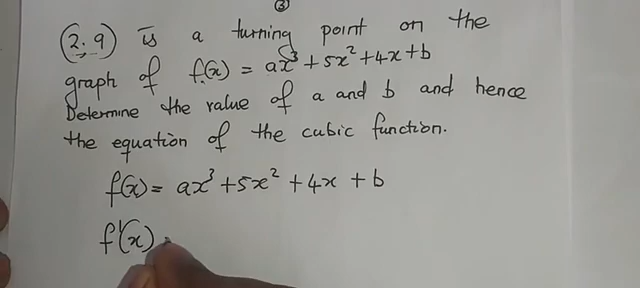 ③
(2; 9) is a turning point on the
graph of f(x) = ax³ + 5x² + 4x + b
Determine the value of a and b and hence
the equation of the cubic function.
f(x) = ax³ + 5x² + 4x + b
f'(x)